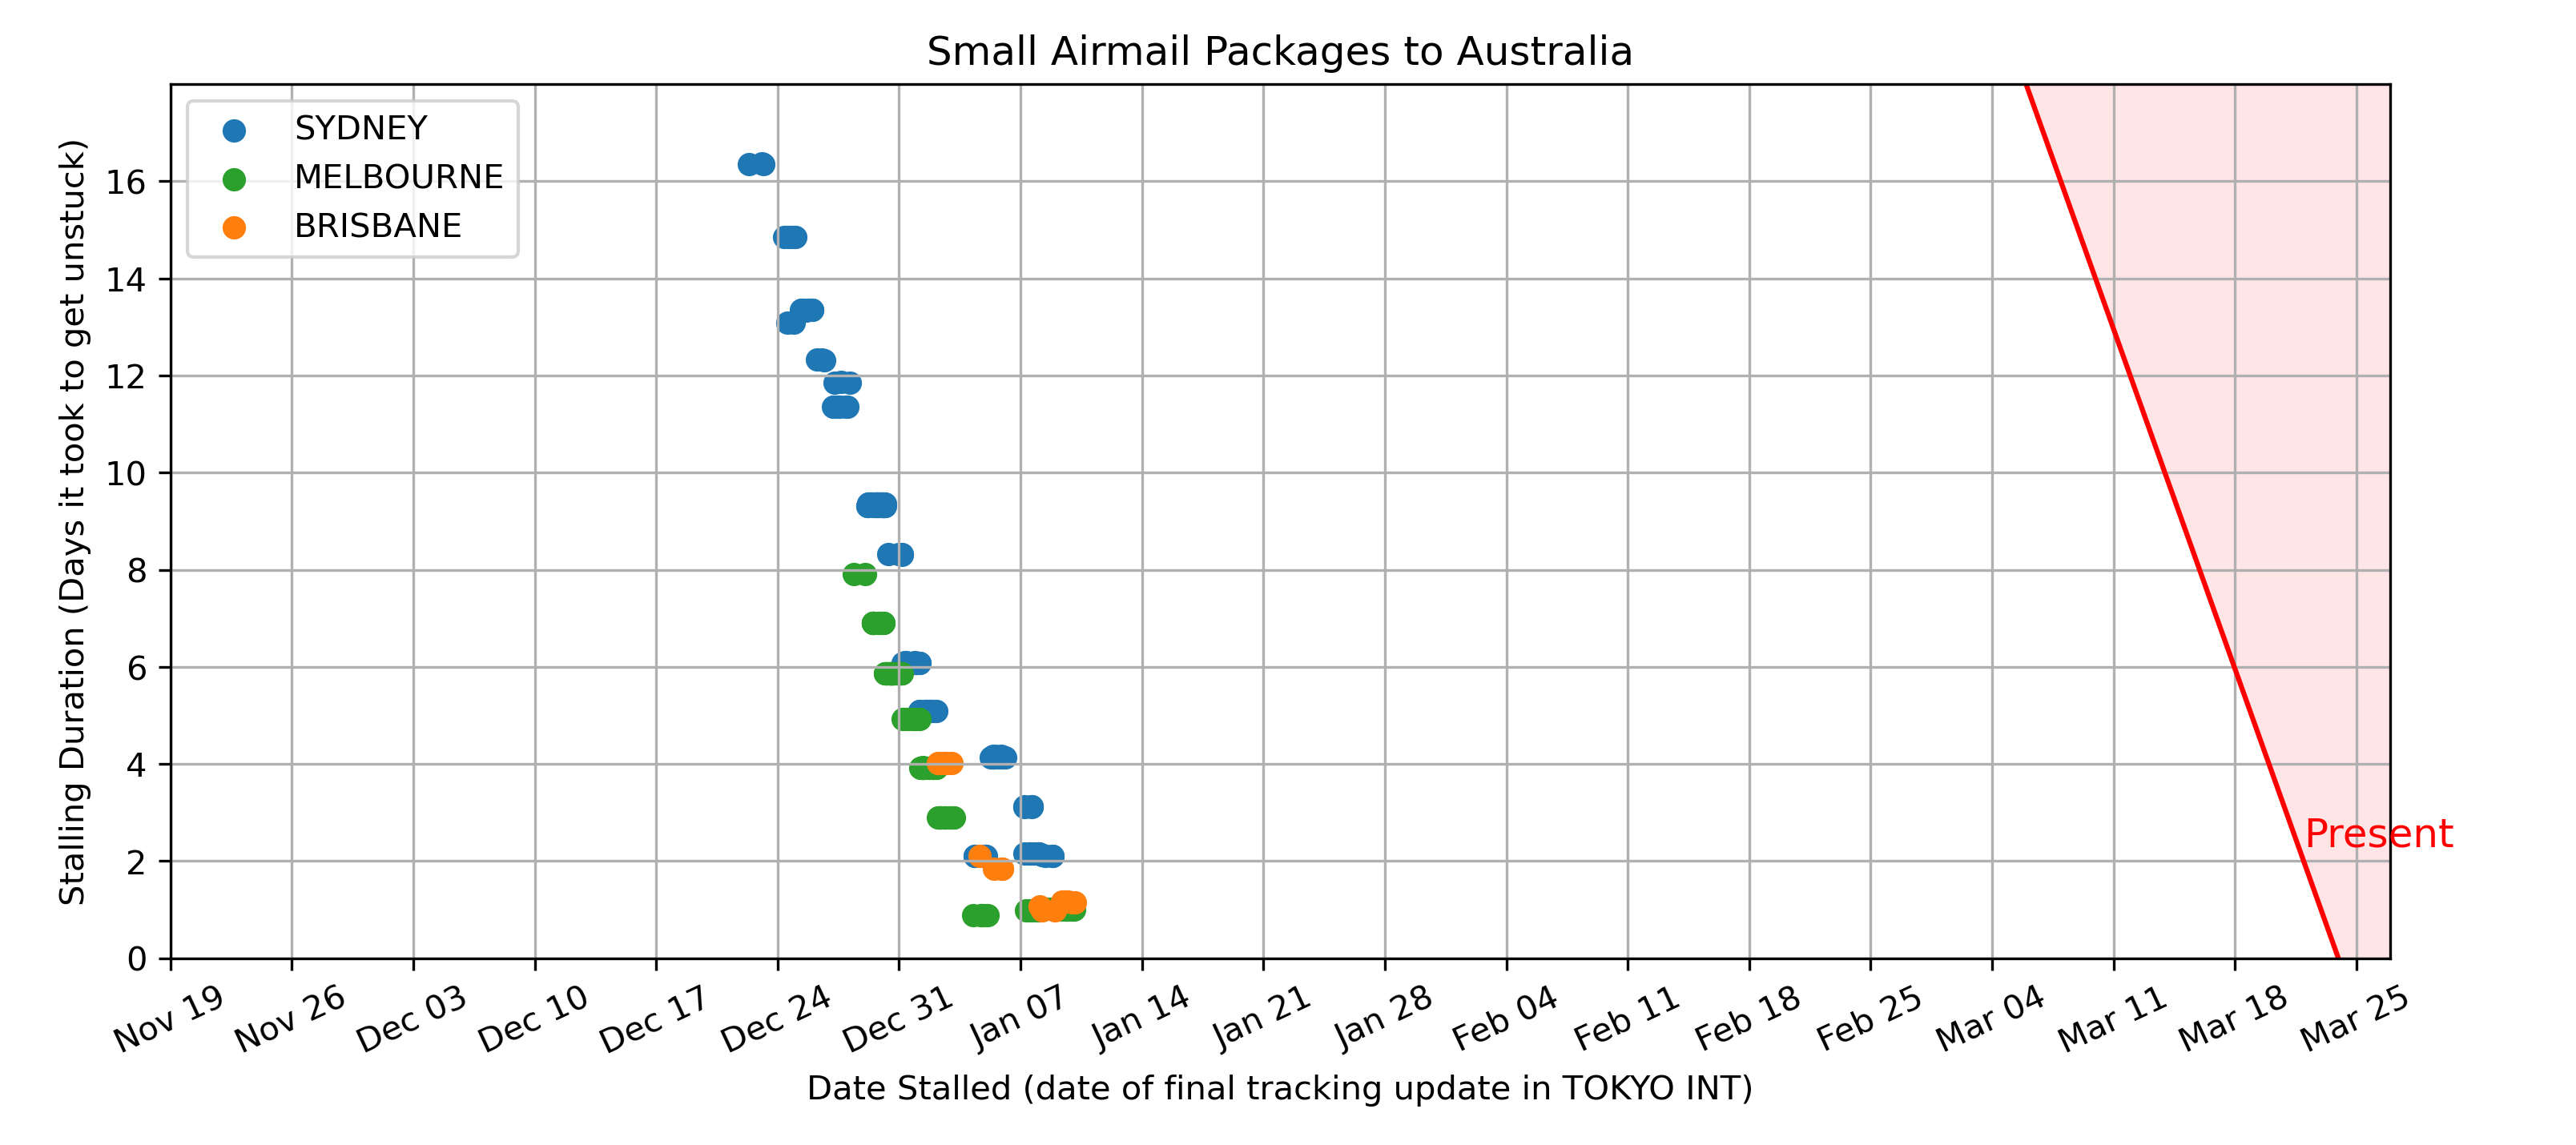 Small Airmail Packages to Australia
SYDNEY
MELBOURNE
BRISBANE
Stalling Duration (Days it took to get unstuck)
16
14
12
10
8
6
4
2
0
Present
Nov 19
Nov 26
Dec 03
Dec 10
Dec 17
Dec 24
Dec 31
Jan 07
Jan 14
Jan 21
Jan 28
Feb 04
Feb 11
Feb 18
Feb 25
Mar 04
Mar 11
Mar 18
Mar 25
Date Stalled (date of final tracking update in TOKYO INT)